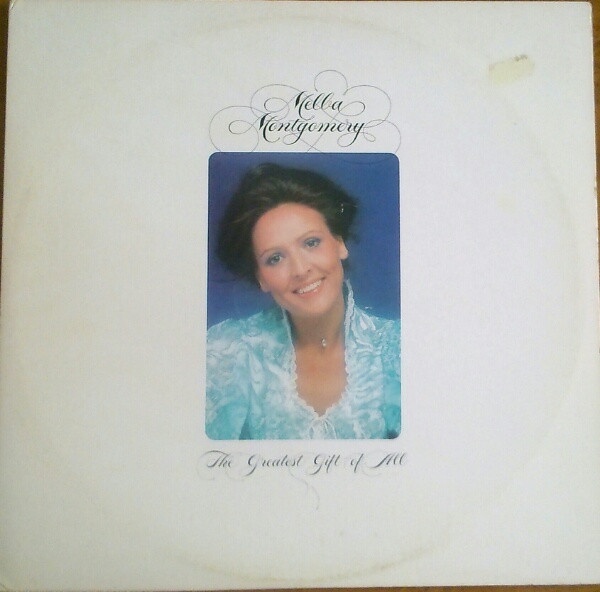 Melba
Montgomery
The Greatest Gift of All